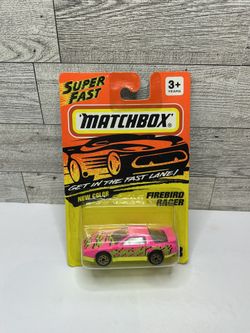 SUPER
FAST
3+
YEARS
MATCHBOX
GET IN THE FAST LANE!
NEW COLOR
FIREBIRD
RACER